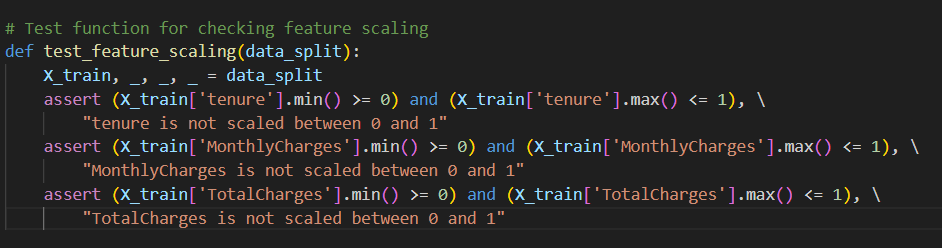 # Test function for checking feature scaling
def test_feature_scaling(data_split):
    X_train, _, _, _ = data_split
    assert (X_train['tenure'].min() >= 0) and (X_train['tenure'].max() <= 1), \
        "tenure is not scaled between 0 and 1"
    assert (X_train['MonthlyCharges'].min() >= 0) and (X_train['MonthlyCharges'].max() <= 1), \
        "MonthlyCharges is not scaled between 0 and 1"
    assert (X_train['TotalCharges'].min() >= 0) and (X_train['TotalCharges'].max() <= 1), \
        "TotalCharges is not scaled between 0 and 1"